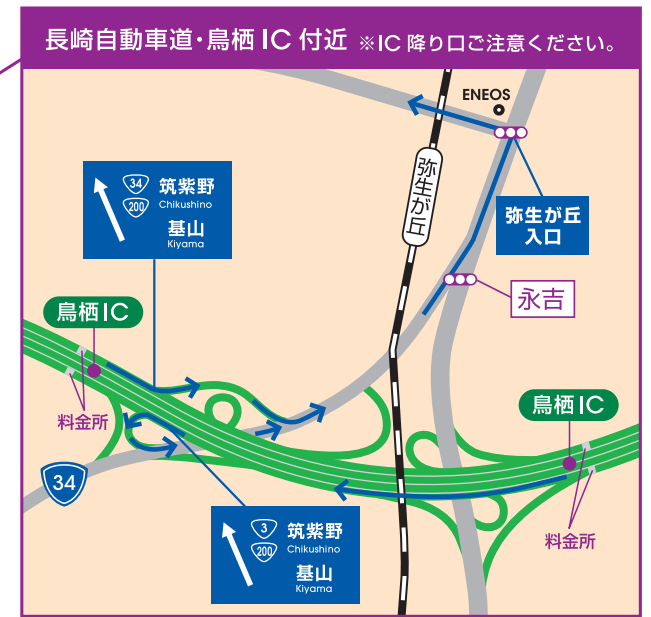 長崎自動車道・鳥栖 IC 付近 ※IC 降り口ご注意ください。
ENEOS
弥生が丘
34 筑紫野
200 Chikushino
基山
Kiyama
弥生が丘
入口
永吉
鳥栖IC
料金所
鳥栖IC
34
3 筑紫野
200 Chikushino
基山
Kiyama
料金所